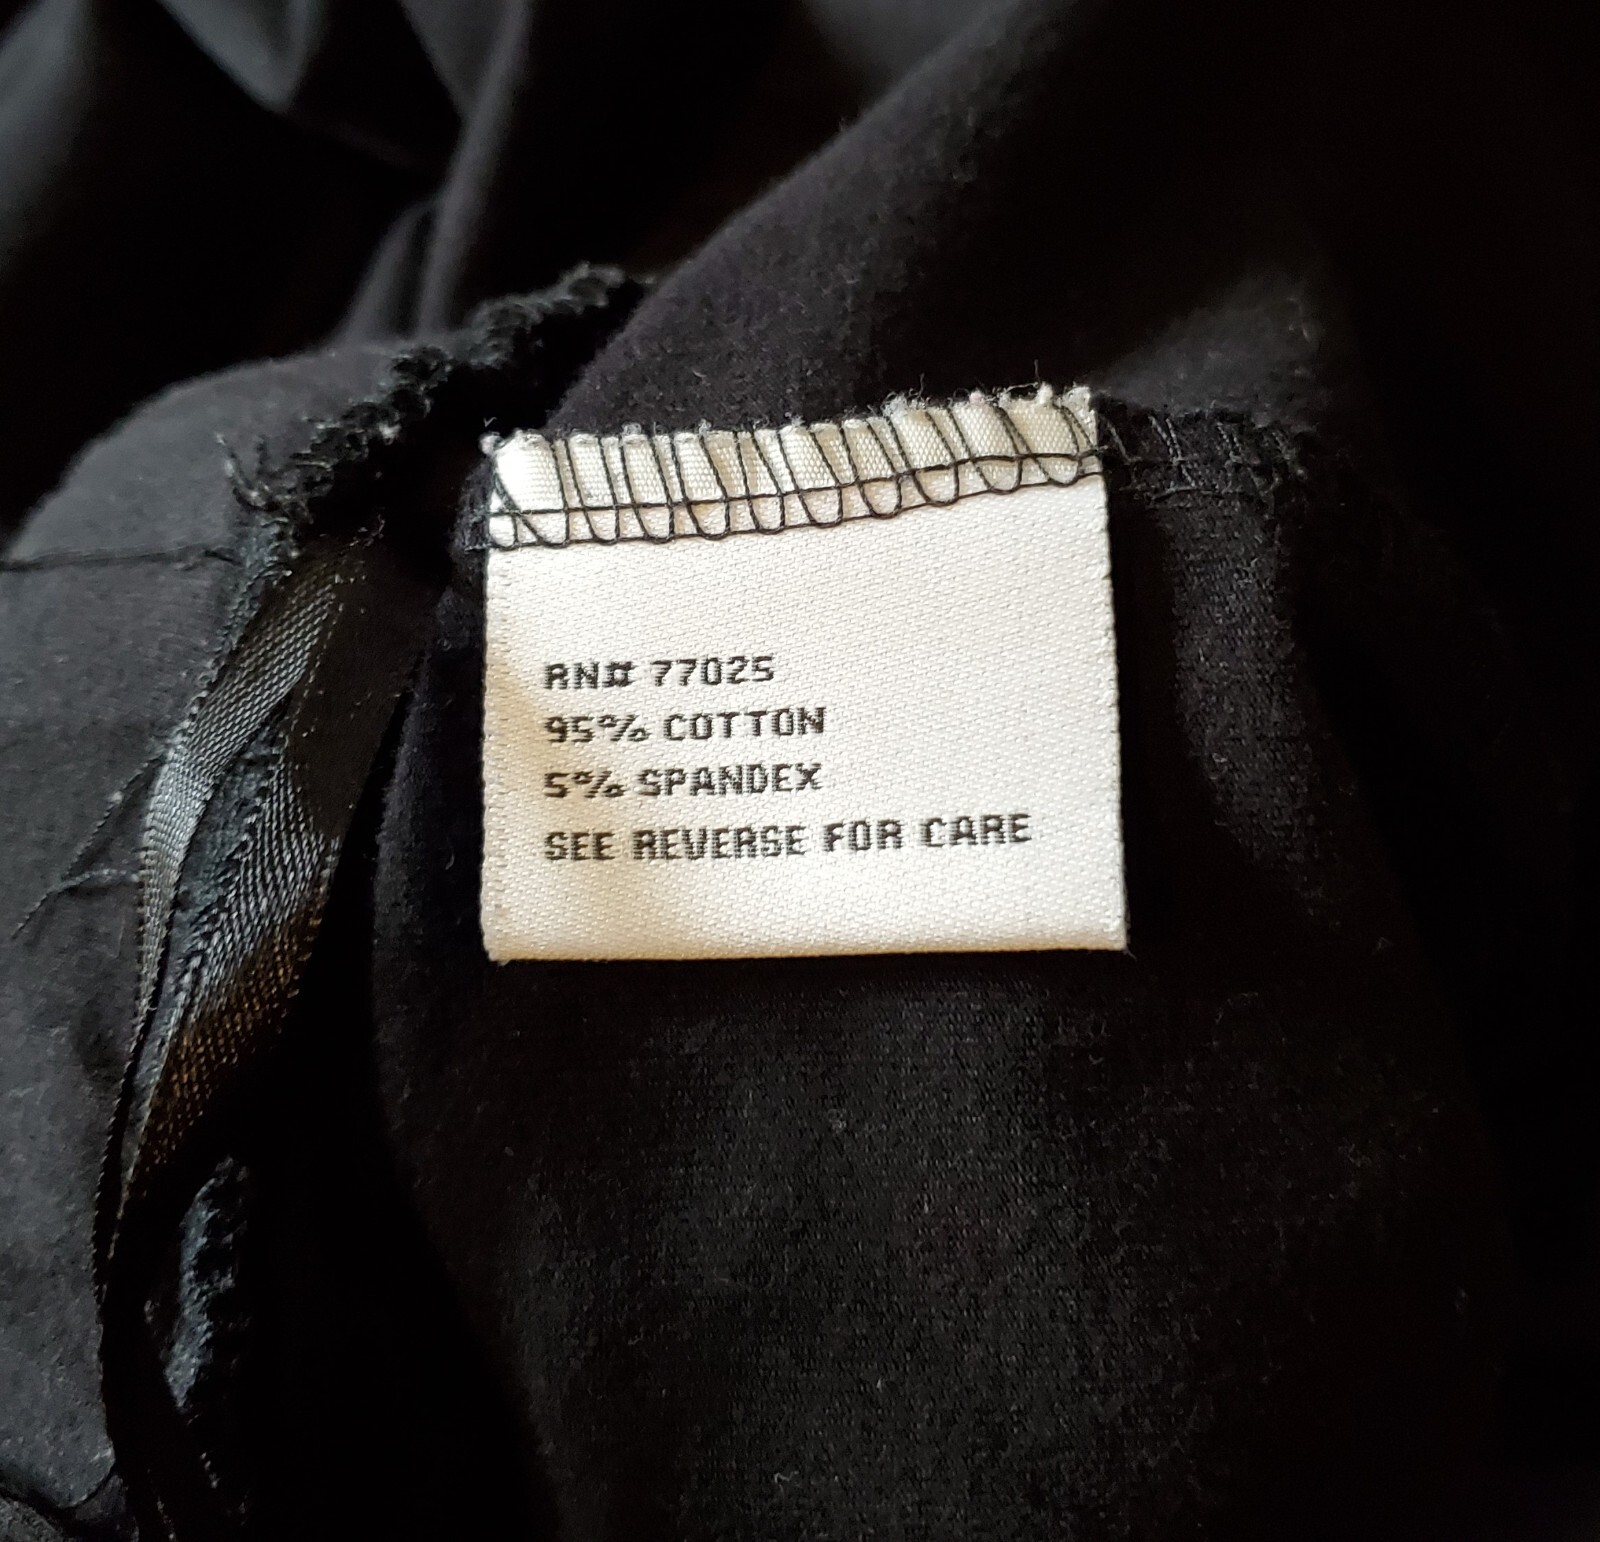 RN# 77025
95% COTTON
5% SPANDEX
SEE REVERSE FOR CARE